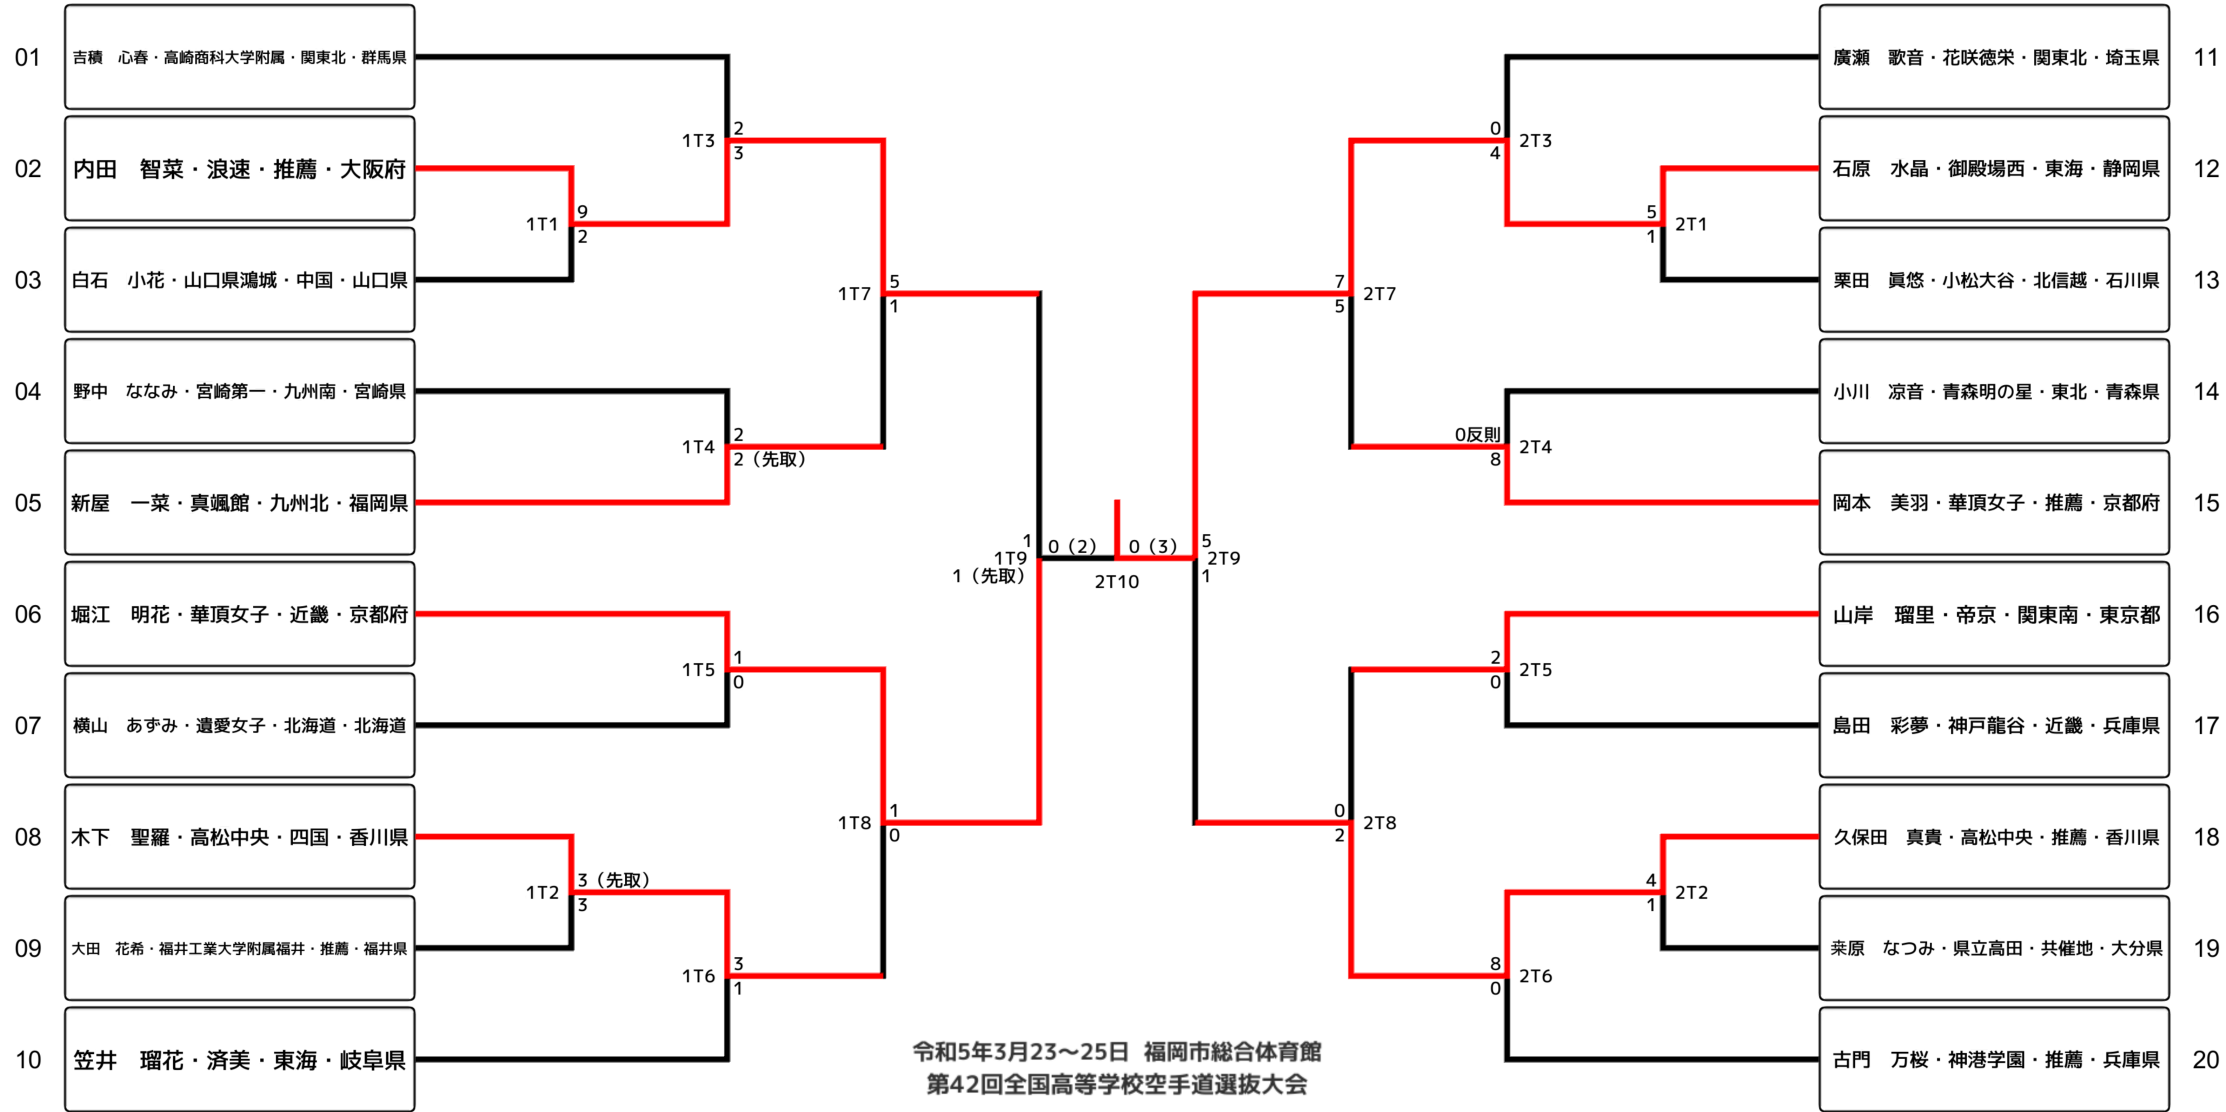 01
吉積　心春・高崎商科大学附属・関東北・群馬県
02
内田　智菜・浪速・推薦・大阪府
03
白石　小花・山口県鴻城・中国・山口県
04
野中　ななみ・宮崎第一・九州南・宮崎県
05
新屋　一菜・真颯館・九州北・福岡県
06
堀江　明花・華頂女子・近畿・京都府
07
横山　あずみ・遺愛女子・北海道・北海道
08
木下　聖羅・高松中央・四国・香川県
09
大田　花希・福井工業大学附属福井・推薦・福井県
10
笠井　瑠花・済美・東海・岐阜県
1T1
9
2
1T2
3（先取）
3
1T3
2
3
1T4
2
2（先取）
1T5
1
0
1T6
3
1
1T7
5
1
1T8
1
0
1
1T9
1（先取）
0（2）
0（3）
2T10
5
2T9
1
7
2T7
5
0
2T8
2
0
2T3
4
0反則
2T4
8
2
2T5
0
8
2T6
0
5
2T1
1
4
2T2
1
廣瀬　歌音・花咲徳栄・関東北・埼玉県
11
石原　水晶・御殿場西・東海・静岡県
12
栗田　眞悠・小松大谷・北信越・石川県
13
小川　凉音・青森明の星・東北・青森県
14
岡本　美羽・華頂女子・推薦・京都府
15
山岸　瑠里・帝京・関東南・東京都
16
島田　彩夢・神戸龍谷・近畿・兵庫県
17
久保田　真貴・高松中央・推薦・香川県
18
桒原　なつみ・県立高田・共催地・大分県
19
古門　万桜・神港学園・推薦・兵庫県
20
令和5年3月23〜25日 福岡市総合体育館
第42回全国高等学校空手道選抜大会